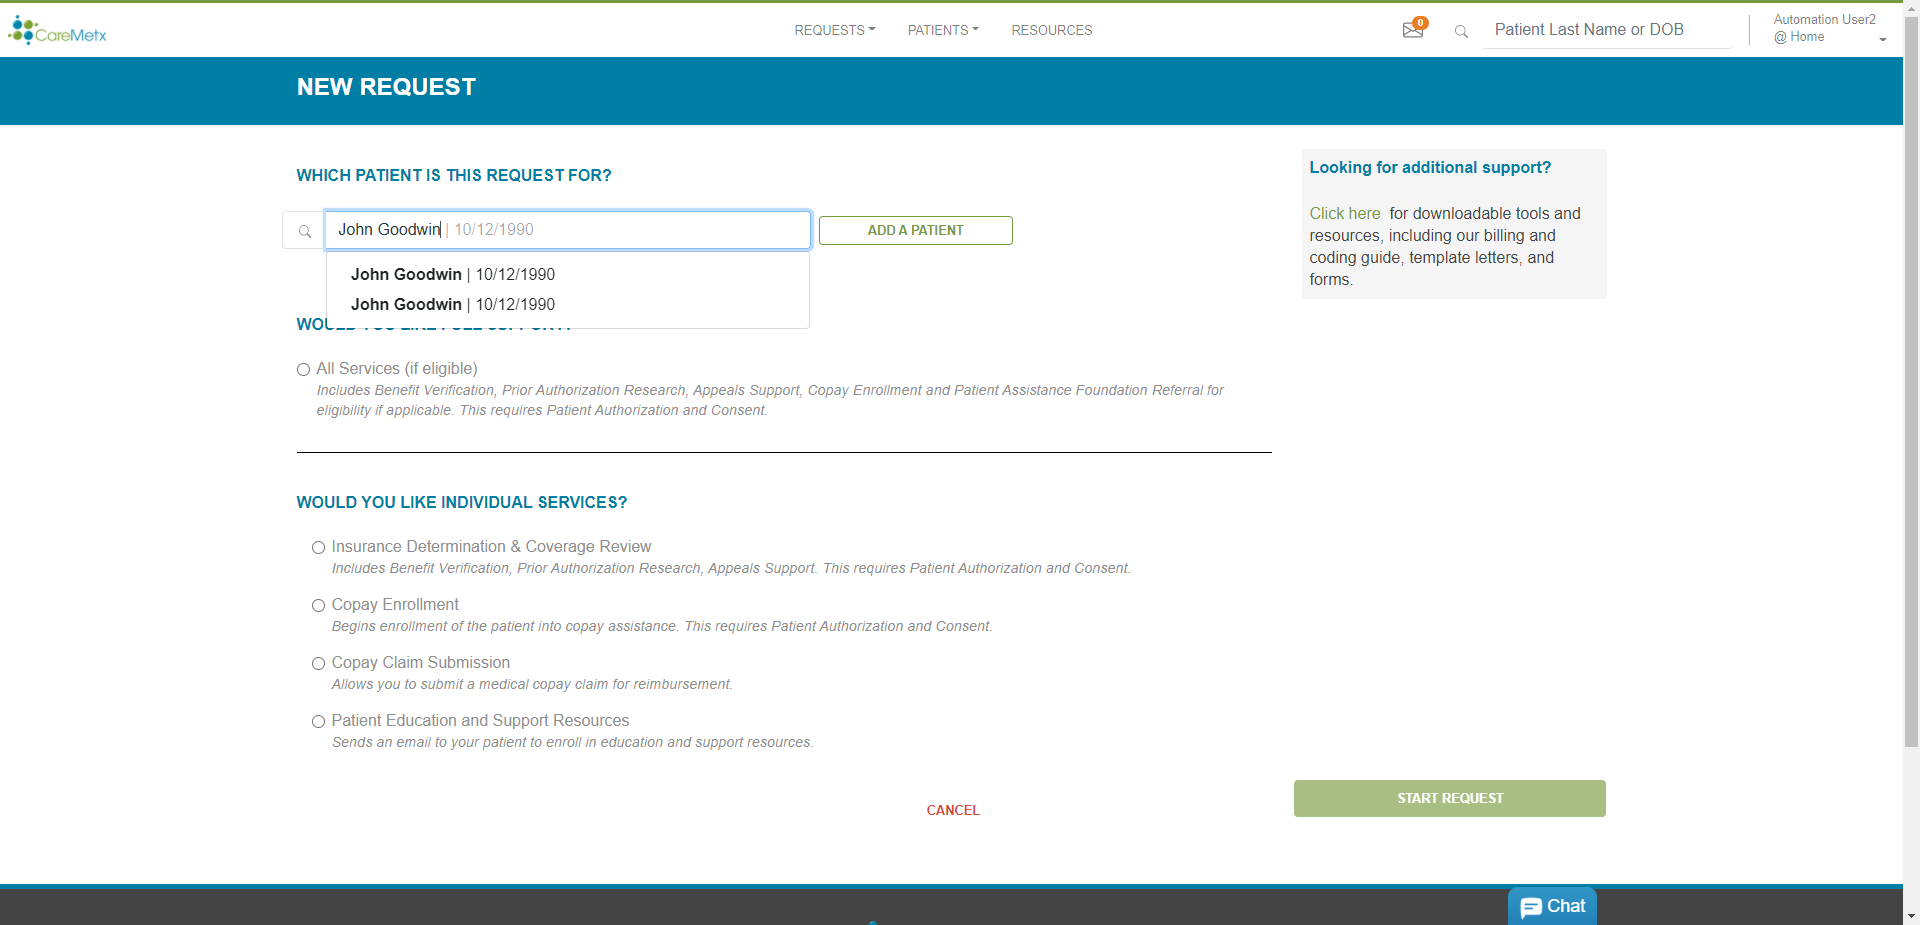 CareMetx
REQUESTS
PATIENTS
RESOURCES
0
Patient Last Name or DOB
Automation User2
@ Home
NEW REQUEST
WHICH PATIENT IS THIS REQUEST FOR?
John Goodwin | 10/12/1990
ADD A PATIENT
John Goodwin | 10/12/1990
John Goodwin | 10/12/1990
All Services (if eligible)
Includes Benefit Verification, Prior Authorization Research, Appeals Support, Copay Enrollment and Patient Assistance Foundation Referral for
eligibility if applicable. This requires Patient Authorization and Consent.
WOULD YOU LIKE INDIVIDUAL SERVICES?
Insurance Determination & Coverage Review
Includes Benefit Verification, Prior Authorization Research, Appeals Support. This requires Patient Authorization and Consent.
Copay Enrollment
Begins enrollment of the patient into copay assistance. This requires Patient Authorization and Consent.
Copay Claim Submission
Allows you to submit a medical copay claim for reimbursement.
Patient Education and Support Resources
Sends an email to your patient to enroll in education and support resources.
CANCEL
Looking for additional support?
Click here for downloadable tools and
resources, including our billing and
coding guide, template letters, and
forms.
START REQUEST
Chat